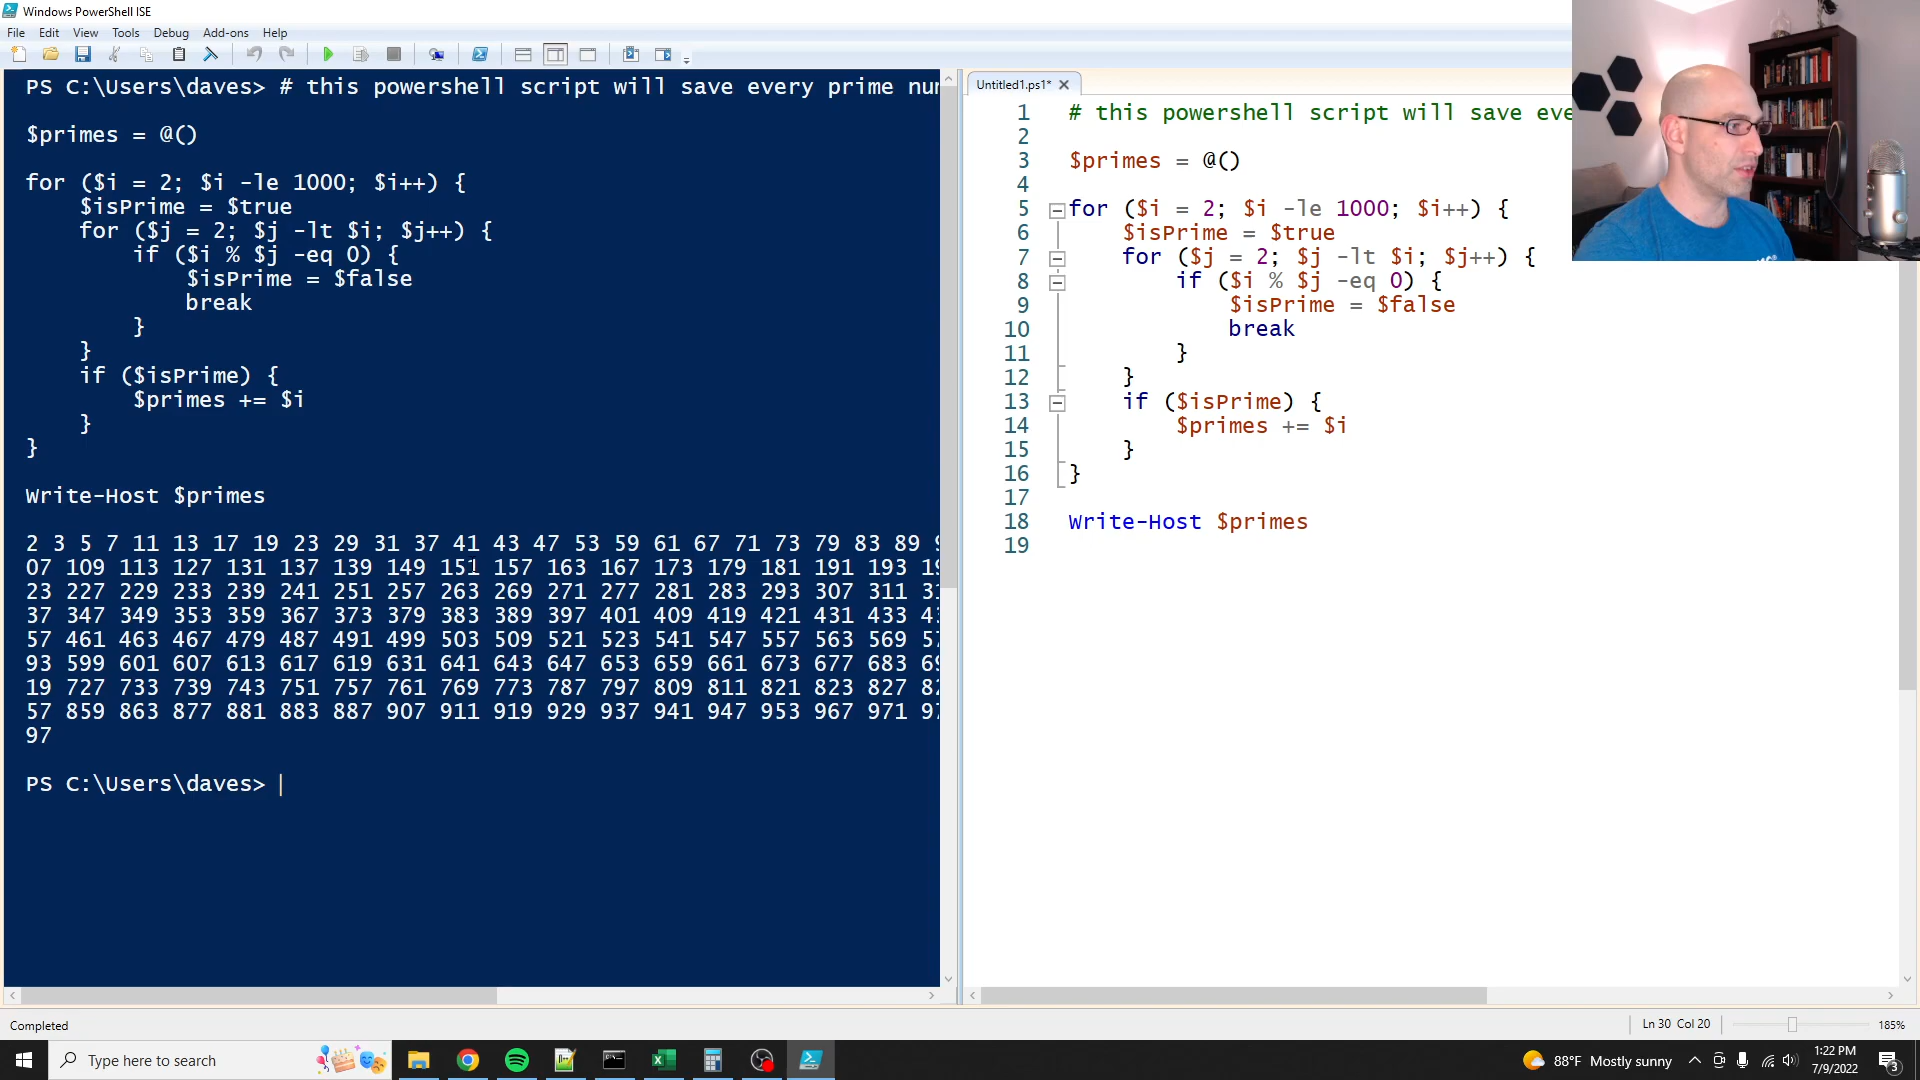 Windows PowerShell ISE
File Edit View Tools Debug Add-ons Help
PS C:\Users\daves> # this powershell script will save every prime
$primes = @()
for ($i = 2; $i -le 1000; $i++) {
$isPrime = $true
for ($j = 2; $j -lt $i; $j++) {
if ($i % $j -eq 0) {
$isPrime = $false
break
}
}
if ($isPrime) {
$primes += $i
}
}
Write-Host $primes
2 3 5 7 11 13 17 19 23 29 31 37 41 43 47 53 59 61 67 71 73 79 83 89
07 109 113 127 131 137 139 149 151 157 163 167 173 179 181 191 193
23 227 229 233 239 241 251 257 263 269 271 277 281 283 293 307 311
37 347 349 353 359 367 373 379 383 389 397 401 409 419 421 431 433
57 461 463 467 479 487 491 499 503 509 521 523 541 547 557 563 569
93 599 601 607 613 617 619 631 641 643 647 653 659 661 673 677 683
19 727 733 739 743 751 757 761 769 773 787 797 809 811 821 823 827
57 859 863 877 881 883 887 907 911 919 929 937 941 947 953 967 971
97
PS C:\Users\daves>
Untitled1.ps1*
1 # this powershell script will save
2
3 $primes = @()
4
5 for ($i = 2; $i -le 1000; $i++) {
6 $isPrime = $true
7 for ($j = 2; $j -lt $i; $j++) {
8 if ($i % $j -eq 0) {
9 $isPrime = $false
10 break
11 }
12 }
13 if ($isPrime) {
14 $primes += $i
15 }
16 }
17
18 Write-Host $primes
19
Completed
Ln 30 Col 20
185%
Type here to search
88°F Mostly sunny
1:22 PM
7/9/2022
3